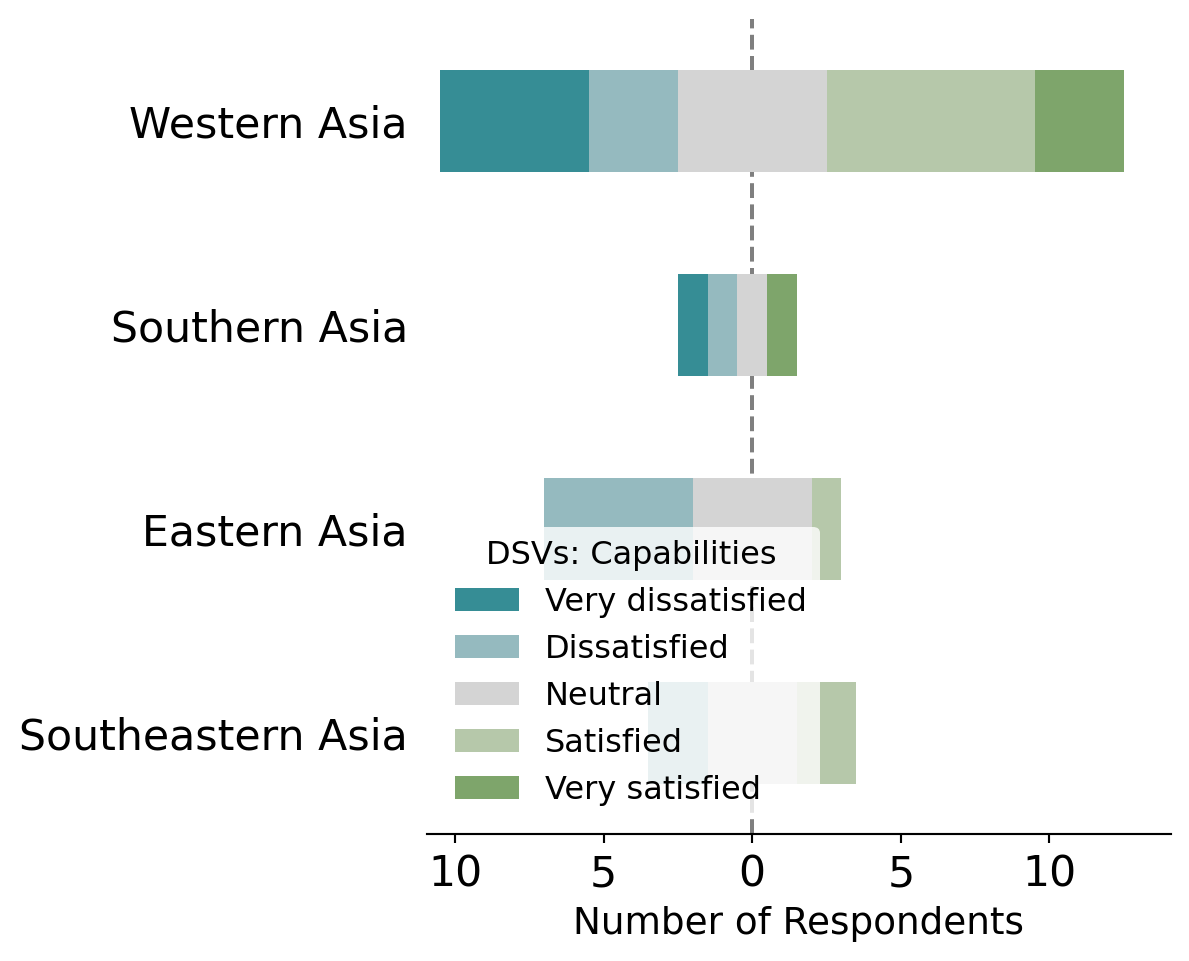 Western Asia
Southern Asia
Eastern Asia
Southeastern Asia
DSVs: Capabilities
Very dissatisfied
Dissatisfied
Neutral
Satisfied
Very satisfied
10 5 0 5 10
Number of Respondents